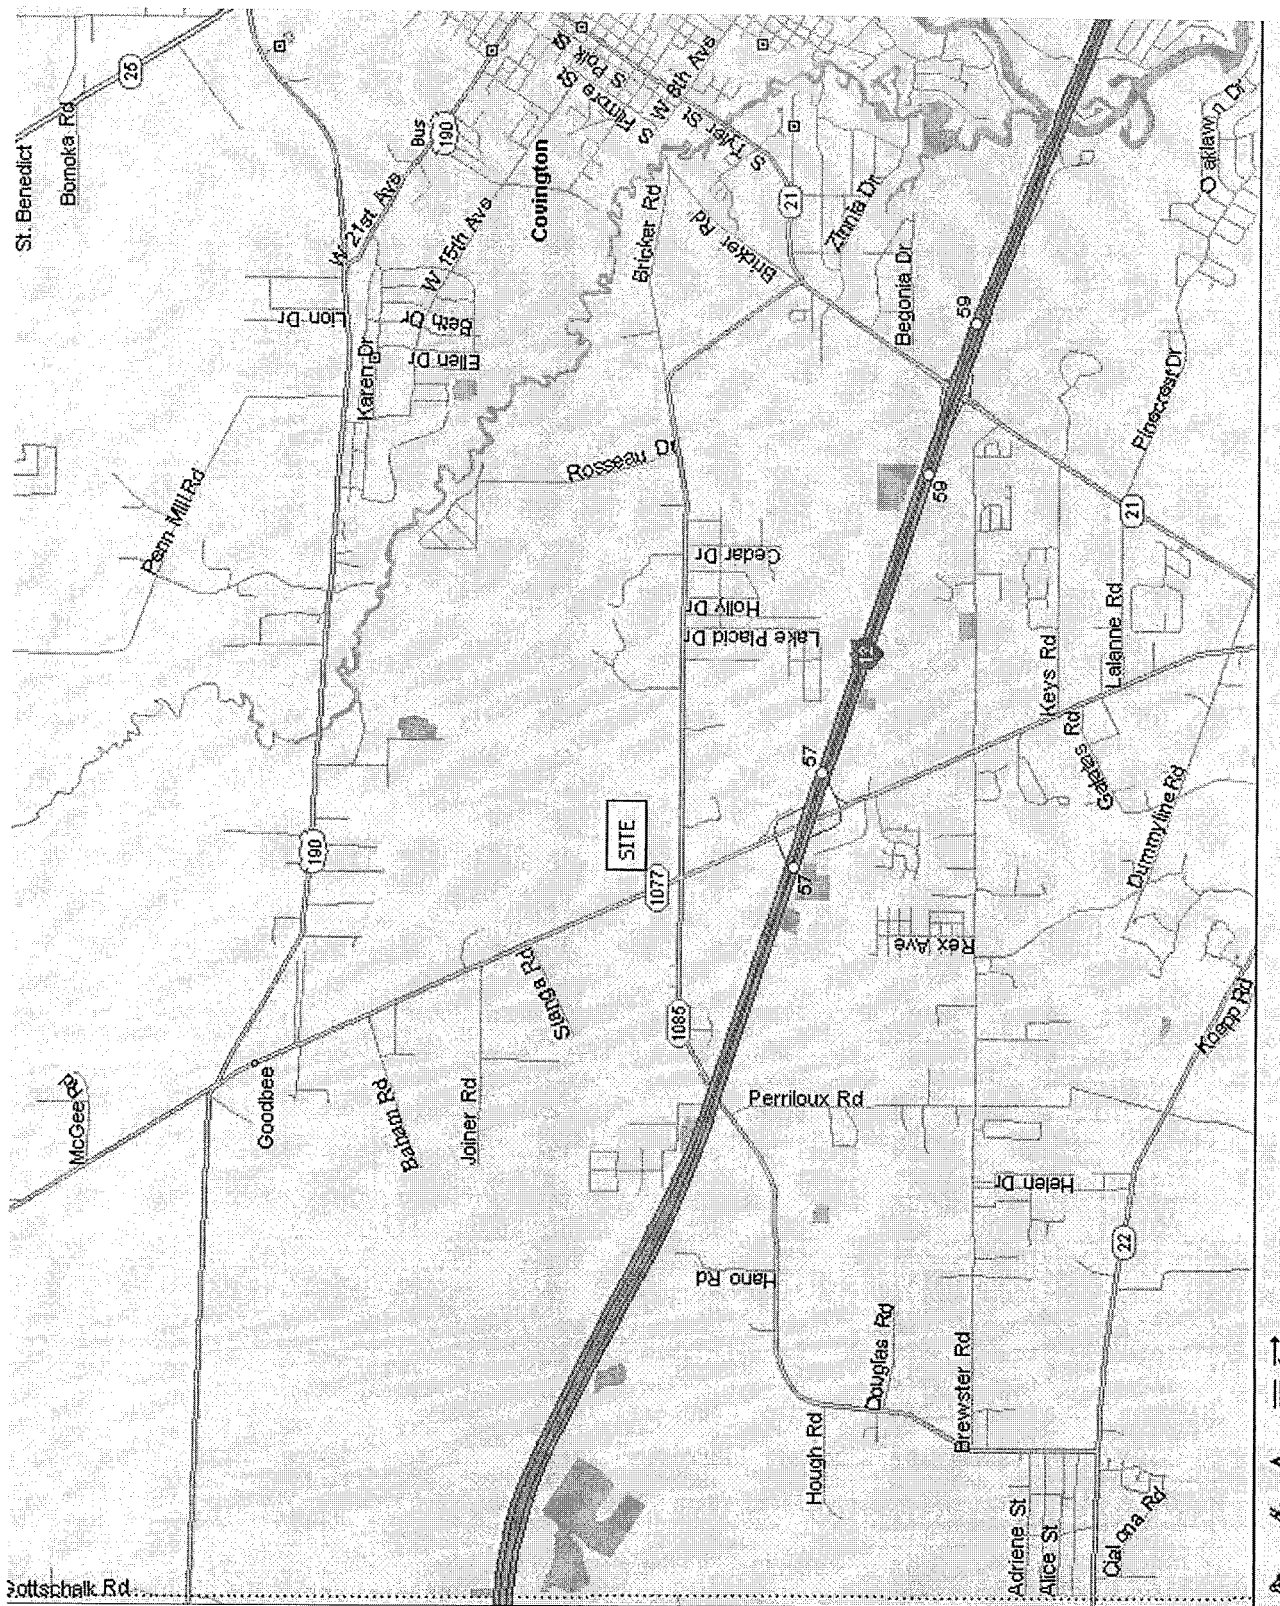 St. Benedict
Bomoka Rd
25
Bus
190
W 21st Ave
W 15th Ave
Covington
S Polk St
S Filmore St
W 8th Ave
S Tyler St
Bricker Rd
Bricker Rd
21
Zinnia Dr
Begonia Dr
Oaklawn Dr
Lion Dr
Karen Dr
Beth Dr
Ellen Dr
59
59
Pinecrest Dr
21
Penn Mill Rd
Rosseau Dr
Cedar Dr
Holly Dr
Lake Placid Dr
12
Keys Rd
Lalanne Rd
Galatas Rd
Dummyline Rd
57
57
190
SITE
1077
Rex Ave
Stanga Rd
1085
Koepp Rd
McGee Rd
Goodbee
Baham Rd
Joiner Rd
Perriloux Rd
Helen Dr
22
Hano Rd
Douglas Rd
Brewster Rd
Hough Rd
Adriene St
Alice St
Gottschalk Rd